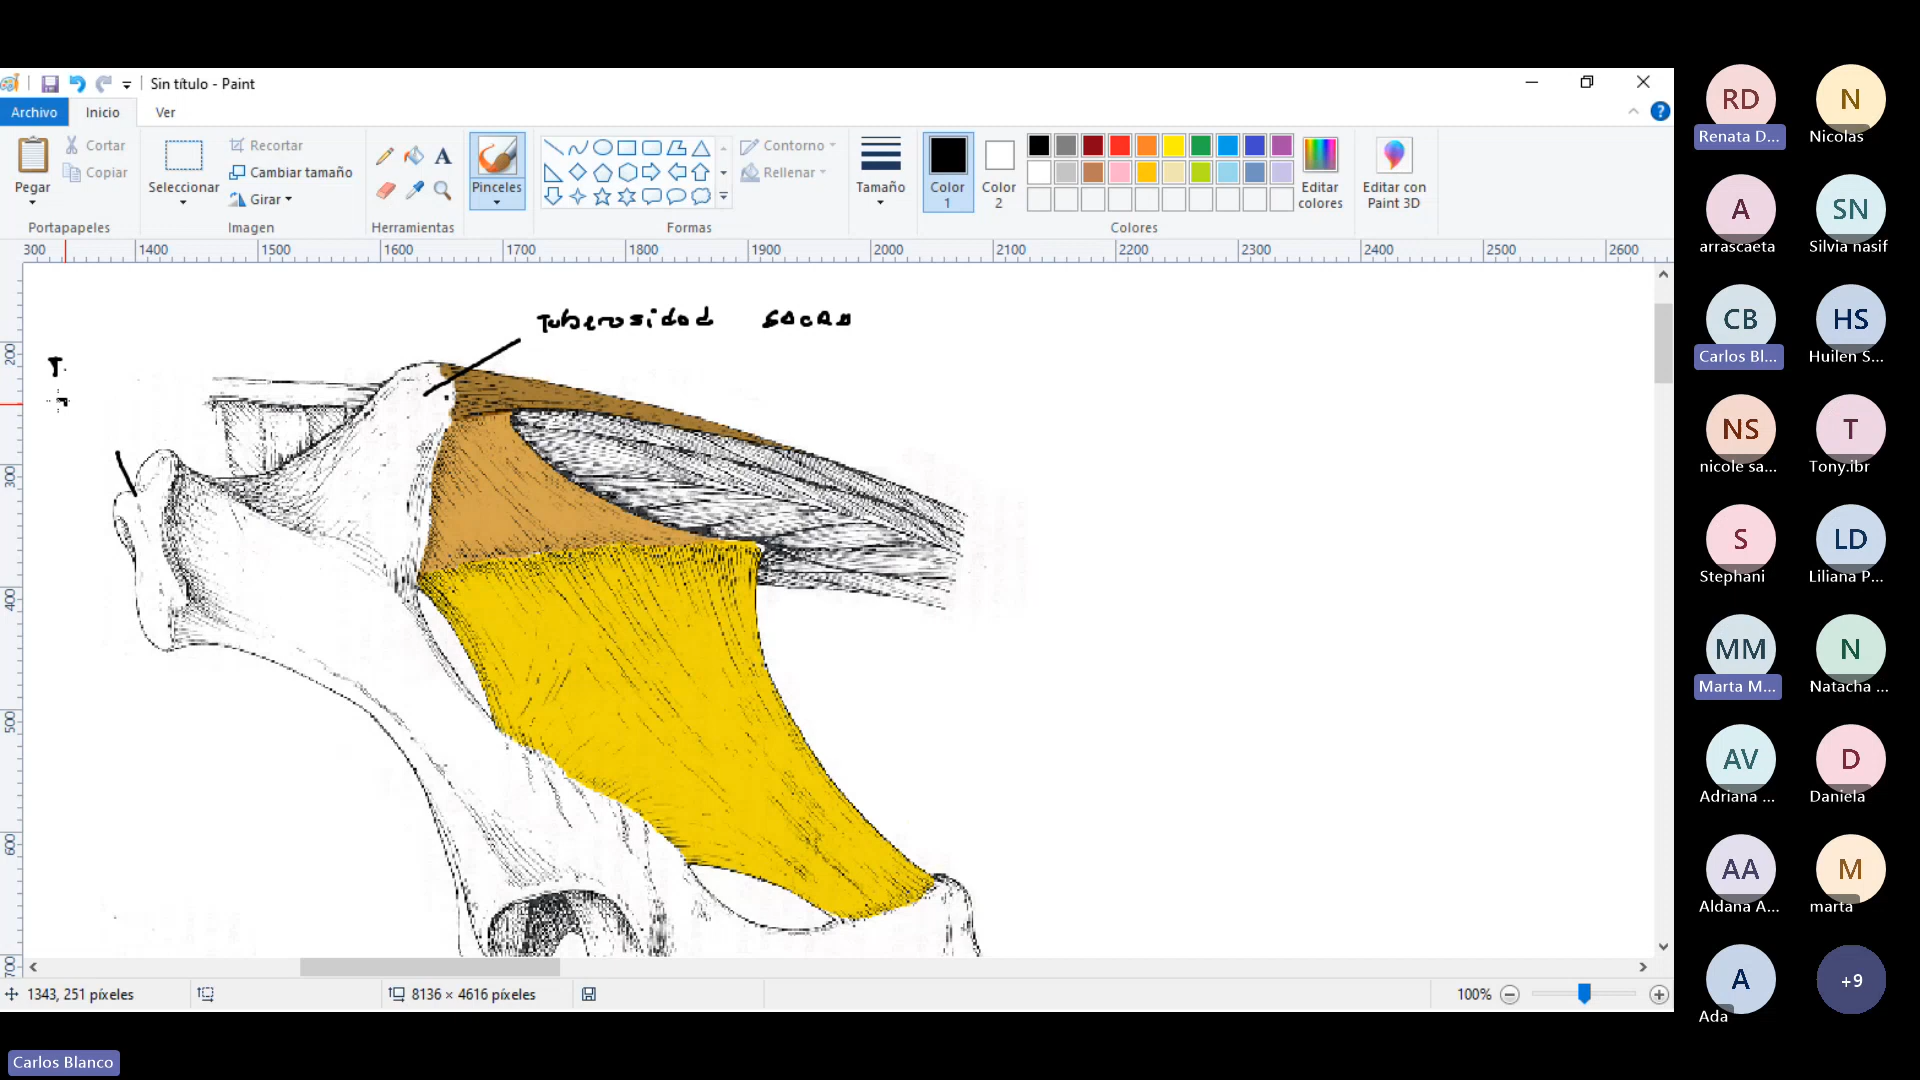 Sin título - Paint
Archivo Inicio Ver
Pegar
Cortar
Copiar
Portapapeles
Seleccionar
Recortar
Cambiar tamaño
Girar
Imagen
A
Herramientas
Pinceles
Contorno
Rellenar
Formas
Tamaño
Color 1
Color 2
Editar colores
Editar con Paint 3D
Colores
300 1400 1500 1600 1700 1800 1900 2000 2100 2200 2300 2400 2500 2600
200
300
400
500
600
700
Tuberosidad sacra
T.
1343, 251 píxeles
8136 × 4616 píxeles
100%
RD N
Renata D... Nicolas
A SN
arrascaeta Silvia nasif
CB HS
Carlos Bl... Huilen S...
NS T
nicole sa... Tony.ibr
S LD
Stephani Liliana P...
MM N
Marta M... Natacha ...
AV D
Adriana ... Daniela
AA M
Aldana A... marta
A +9
Ada
Carlos Blanco